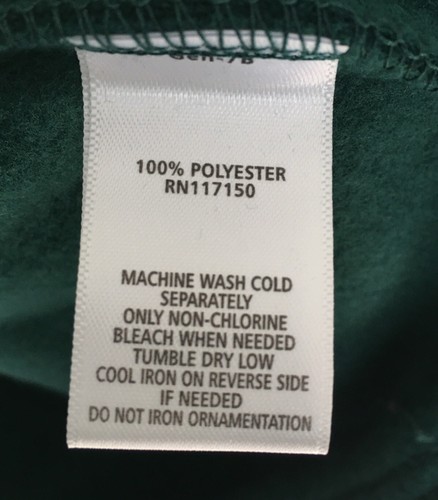 100% POLYESTER
RN117150
MACHINE WASH COLD
SEPARATELY
ONLY NON-CHLORINE
BLEACH WHEN NEEDED
TUMBLE DRY LOW
COOL IRON ON REVERSE SIDE
IF NEEDED
DO NOT IRON ORNAMENTATION